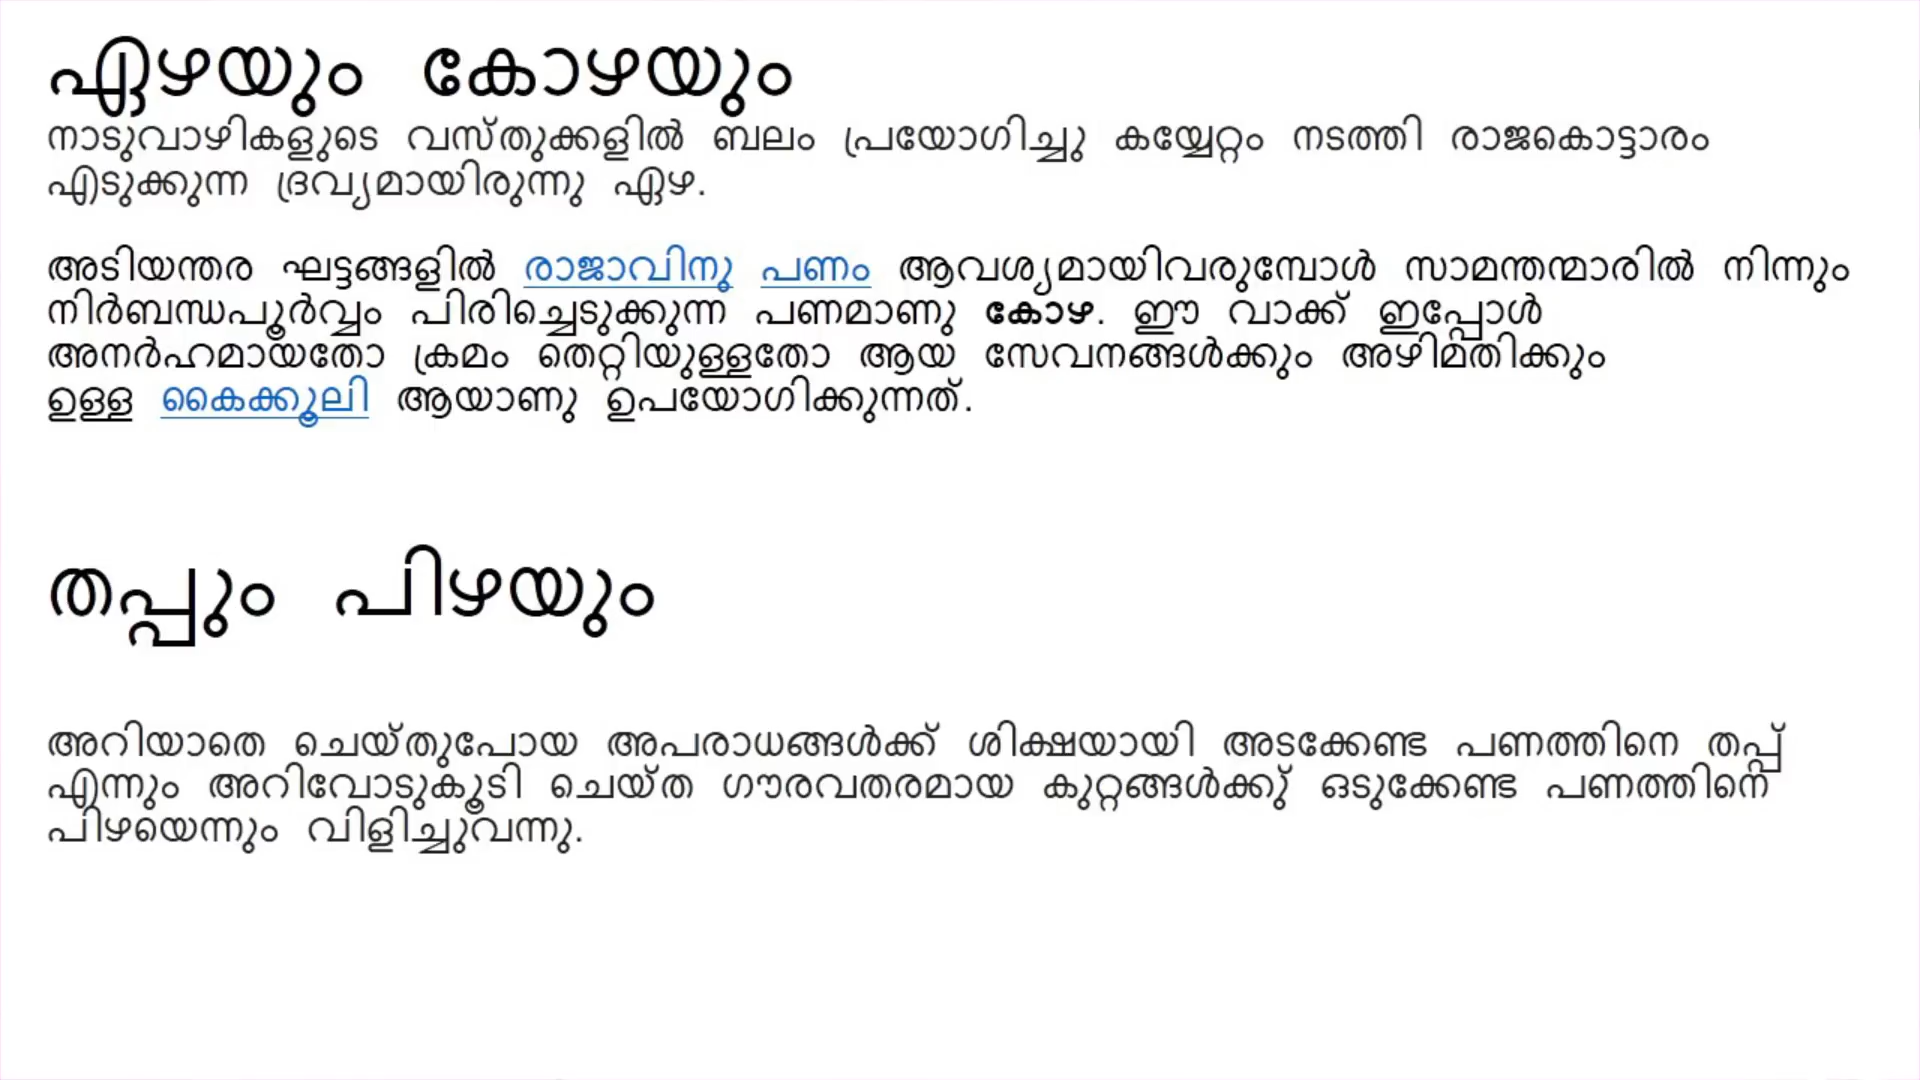 ഏഴയും കോഴയും
നാടുവാഴികളുടെ വസ്തുക്കളിൽ ബലം പ്രയോഗിച്ചു കയ്യേറ്റം നടത്തി രാജകൊട്ടാരം
എടുക്കുന്ന ദ്രവ്യമായിരുന്നു ഏഴ.
അടിയന്തര ഘട്ടങ്ങളിൽ രാജാവിനു പണം ആവശ്യമായിവരുമ്പോൾ സാമന്തന്മാരിൽ നിന്നും
നിർബന്ധപൂർവ്വം പിരിച്ചെടുക്കുന്ന പണമാണു കോഴ. ഈ വാക്ക് ഇപ്പോൾ
അനർഹമായതോ ക്രമം തെറ്റിയുള്ളതോ ആയ സേവനങ്ങൾക്കും അഴിമതിക്കും
ഉള്ള കൈക്കൂലി ആയാണു ഉപയോഗിക്കുന്നത്.
തപ്പും പിഴയും
അറിയാതെ ചെയ്തുപോയ അപരാധങ്ങൾക്ക് ശിക്ഷയായി അടക്കേണ്ട പണത്തിനെ തപ്പ്
എന്നും അറിവോടുകൂടി ചെയ്ത ഗൗരവതരമായ കുറ്റങ്ങൾക്കു് ഒടുക്കേണ്ട പണത്തിനെ
പിഴയെന്നും വിളിച്ചുവന്നു.